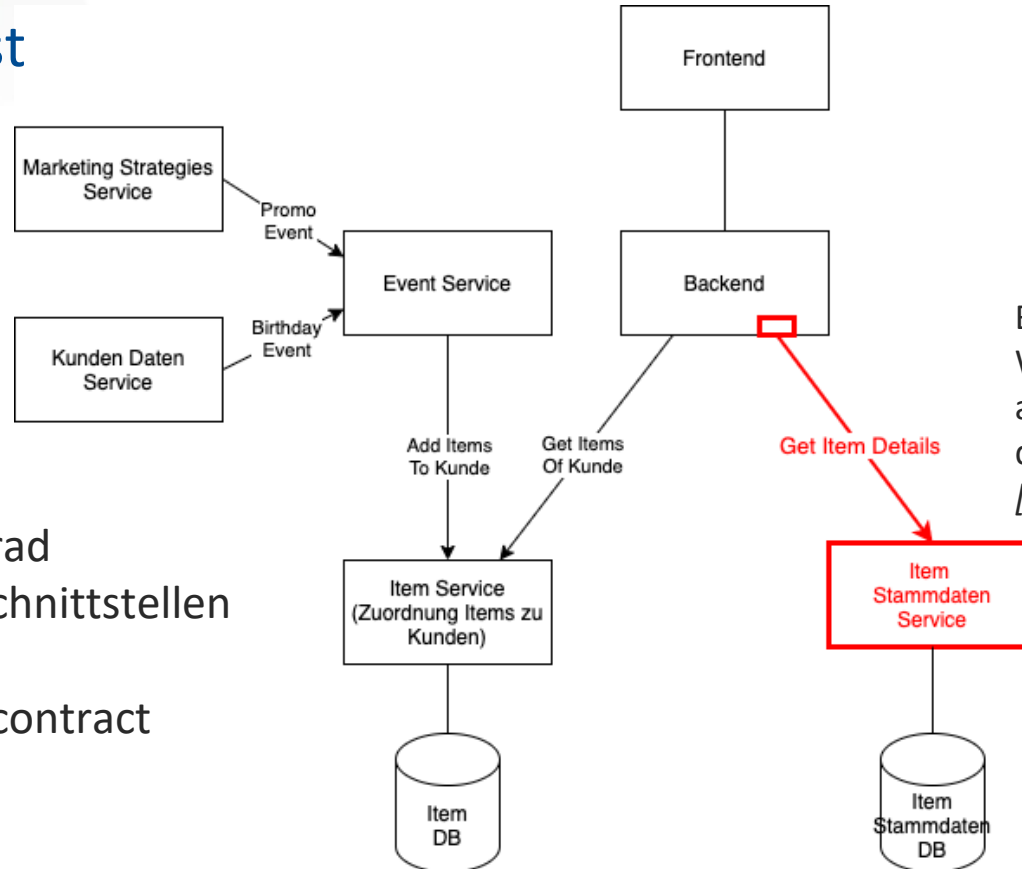 st
Frontend
Marketing Strategies
Service
Promo
Event
Event Service
Backend
Kunden Daten
Service
Birthday
Event
Add Items
To Kunde
Get Items
Of Kunde
Get Item Details
rad
chnittstellen
contract
Item Service
(Zuordnung Items zu
Kunden)
Item
Stammdaten
Service
Item
DB
Item
Stammdaten
DB